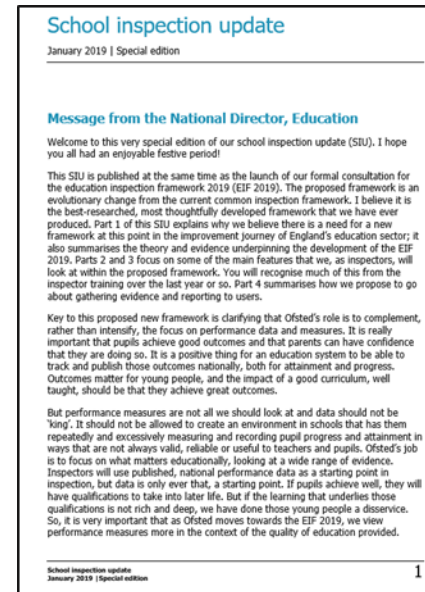 School inspection update
January 2019 | Special edition
Message from the National Director, Education
Welcome to this very special edition of our school inspection update (SIU). I hope
you all had an enjoyable festive period!
This SIU is published at the same time as the launch of our formal consultation for
the education inspection framework 2019 (EIF 2019). The proposed framework is an
evolutionary change from the current common inspection framework. I believe it is
the best-researched, most thoughtfully developed framework that we have ever
produced. Part 1 of this SIU explains why we believe there is a need for a new
framework at this point in the improvement journey of England's education sector; it
also summarises the theory and evidence underpinning the development of the EIF
2019. Parts 2 and 3 focus on some of the main features that we, as inspectors, will
look at within the proposed framework. You will recognise much of this from the
inspector training over the last year or so. Part 4 summarises how we propose to go
about gathering evidence and reporting to users.
Key to this proposed new framework is clarifying that Ofsted's role is to complement,
rather than intensify, the focus on performance data and measures. It is really
important that pupils achieve good outcomes and that parents can have confidence
that they are doing so. It is a positive thing for an education system to be able to
track and publish those outcomes nationally, both for attainment and progress.
Outcomes matter for young people, and the impact of a good curriculum, well
taught, should be that they achieve great outcomes.
But performance measures are not all we should look at and data should not be
'king'. It should not be allowed to create an environment in schools that has them
repeatedly and excessively measuring and recording pupil progress and attainment in
ways that are not always valid, reliable or useful to teachers and pupils. Ofsted's job
is to focus on what matters educationally, looking at a wide range of evidence.
Inspectors will use published, national performance data as a starting point in
inspection, but data is only ever that, a starting point. If pupils achieve well, they will
have qualifications to take into later life. But if the learning that underlies those
qualifications is not rich and deep, we have done those young people a disservice.
So, it is very important that as Ofsted moves towards the EIF 2019, we view
performance measures more in the context of the quality of education provided.
School inspection update
January 2019 | Special edition
1